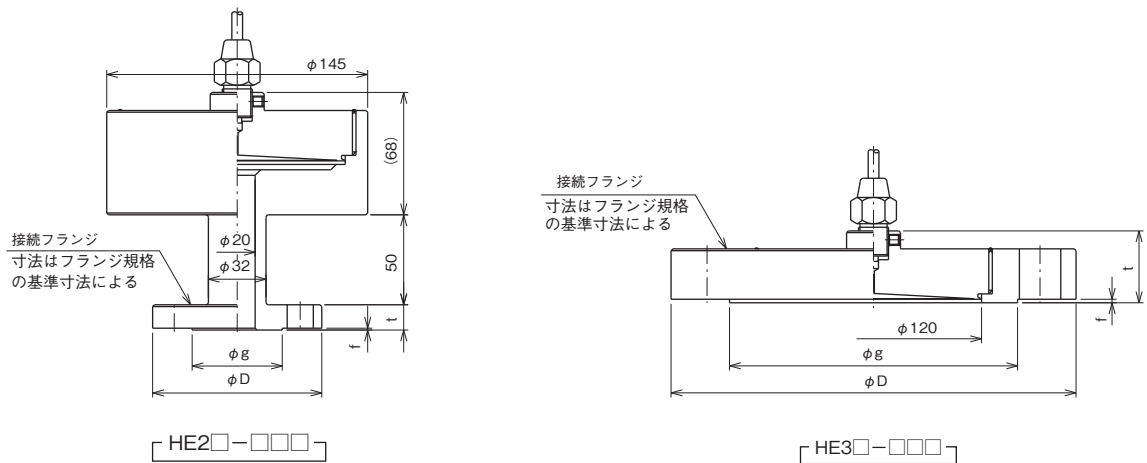 φ145
(68)
接続フランジ
寸法はフランジ規格
の基準寸法による
φ20
φ32
50
t
f
φg
φD
HE2□-□□□
接続フランジ
寸法はフランジ規格
の基準寸法による
t
f
φ120
φg
φD
HE3□-□□□